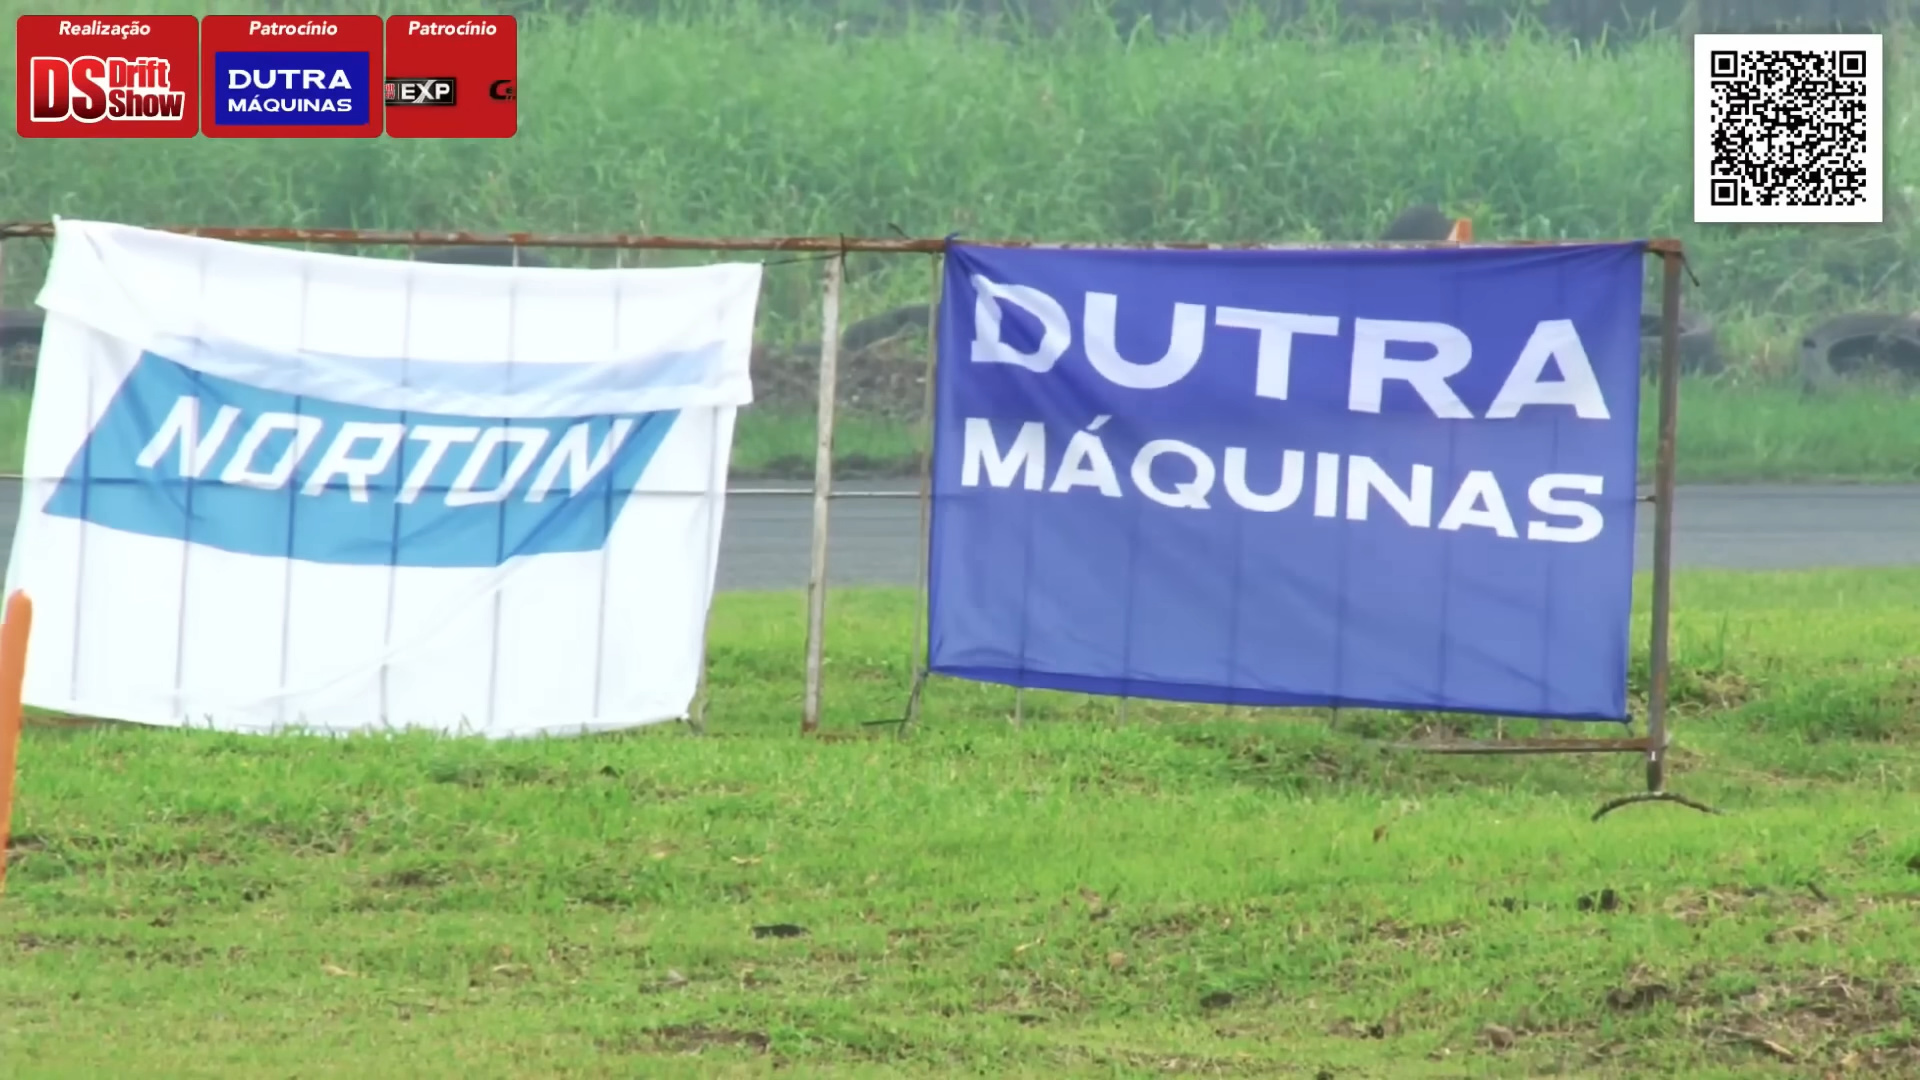 Realização
DS Drift Show
Patrocínio
DUTRA
MÁQUINAS
Patrocínio
EXP
NORTON
DUTRA
MÁQUINAS